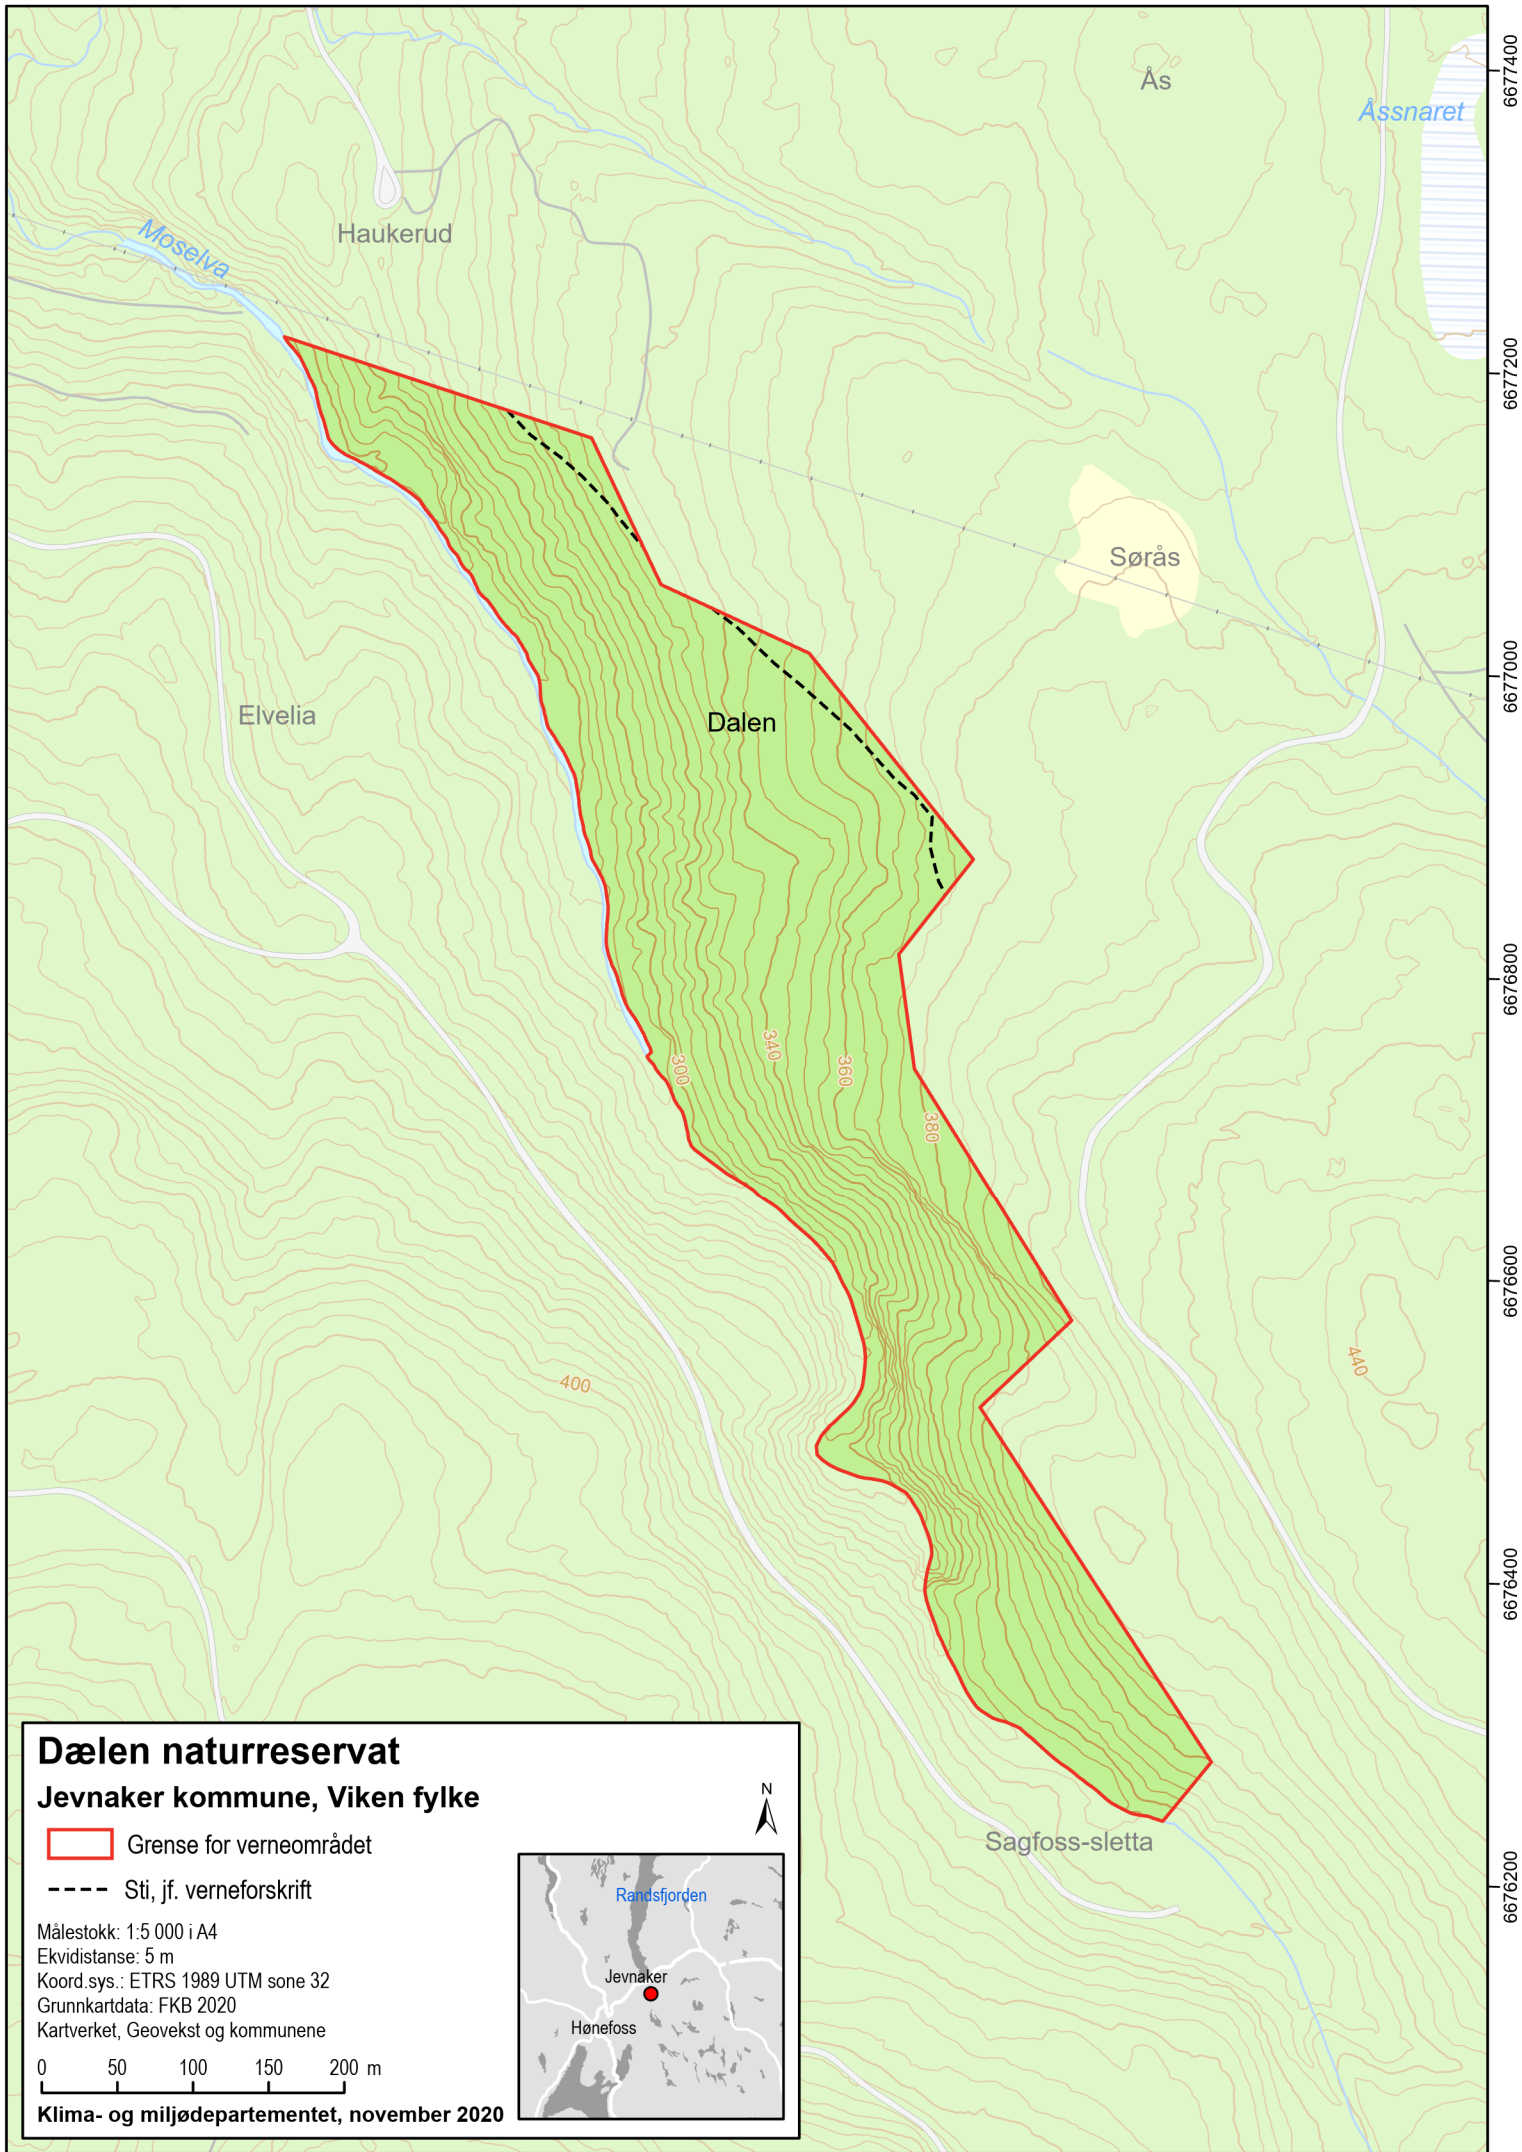 Ås
Åssnaret
6677400
Moselva
Haukerud
6677200
Sørås
6677000
Elvelia
Dalen
6676800
300
340
360
380
6676600
440
400
6676400
Sagfoss-sletta
6676200
Dælen naturreservat
Jevnaker kommune, Viken fylke
Grense for verneområdet
Sti, jf. verneforskrift
Målestokk: 1:5 000 i A4
Ekvidistanse: 5 m
Koord.sys.: ETRS 1989 UTM sone 32
Grunnkartdata: FKB 2020
Kartverket, Geovekst og kommunene
0 50 100 150 200 m
Klima- og miljødepartementet, november 2020
N
Randsfjorden
Jevnaker
Hønefoss